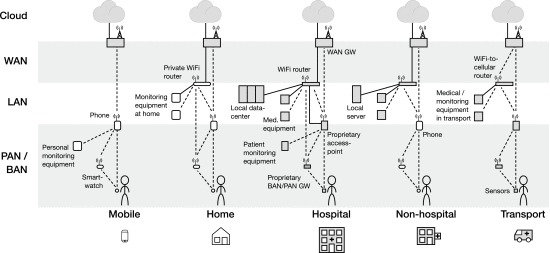 Cloud
WAN
LAN
PAN /
BAN
WAN GW
Private WiFi
router
WiFi router
WiFi-to-
cellular
router
Monitoring
equipment
at home
Local data-
center
Med.
equipment
Local
server
Medical /
monitoring
equipment
in transport
Phone
Proprietary
access-
point
Phone
Personal
monitoring
equipment
Patient
monitoring
equipment
Smart-
watch
Proprietary
BAN/PAN GW
Sensors
Mobile
Home
Hospital
Non-hospital
Transport